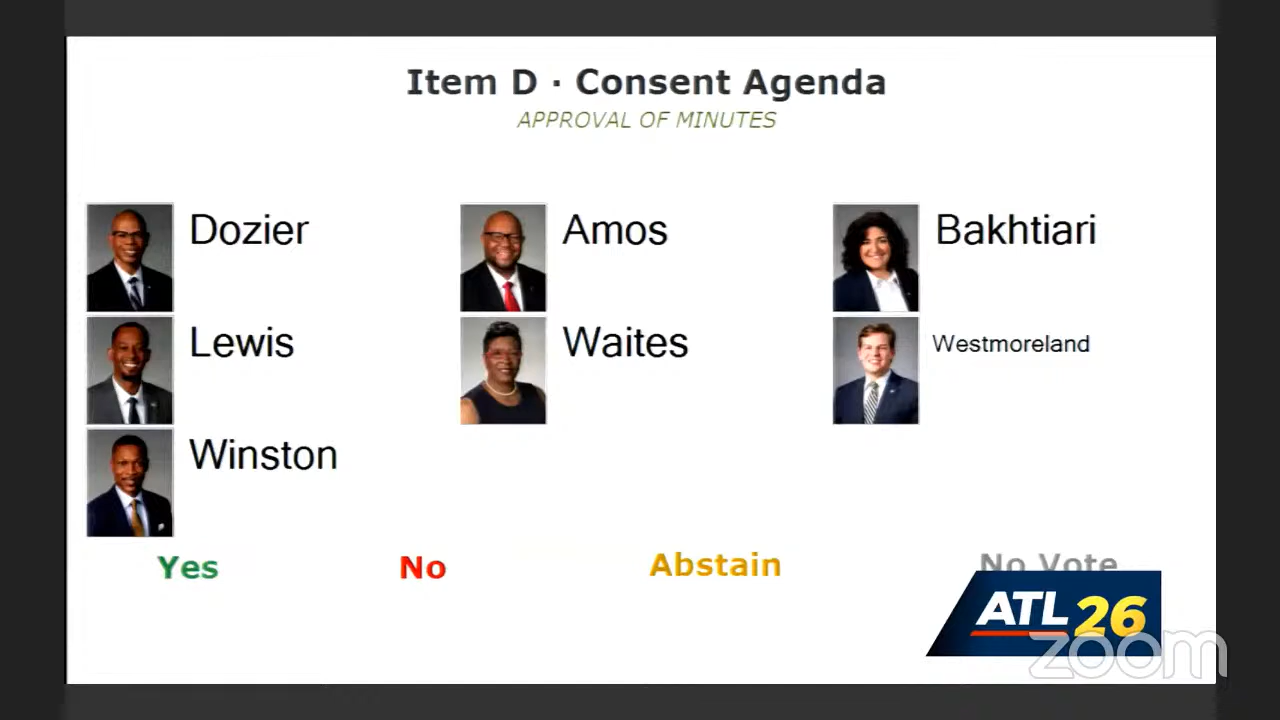 Item D · Consent Agenda
APPROVAL OF MINUTES
Dozier
Amos
Bakhtiari
Lewis
Waites
Westmoreland
Winston
Yes
No
Abstain
No Vote
ATL 26
zoom